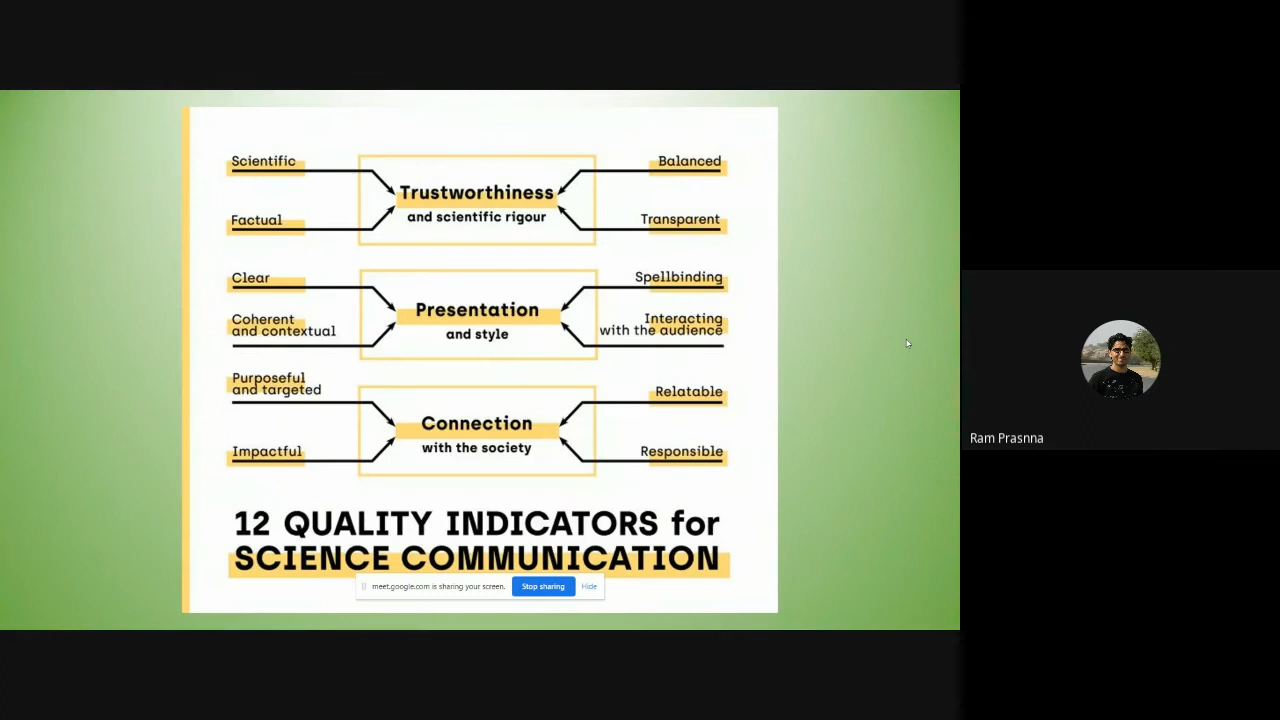 Scientific
Balanced
Trustworthiness
and scientific rigour
Factual
Transparent
Clear
Spellbinding
Presentation
and style
Coherent
and contextual
Interacting
with the audience
Purposeful
and targeted
Relatable
Connection
with the society
Impactful
Responsible
12 QUALITY INDICATORS for
SCIENCE COMMUNICATION
meet.google.com is sharing your screen.
Stop sharing
Hide
Ram Prasnna